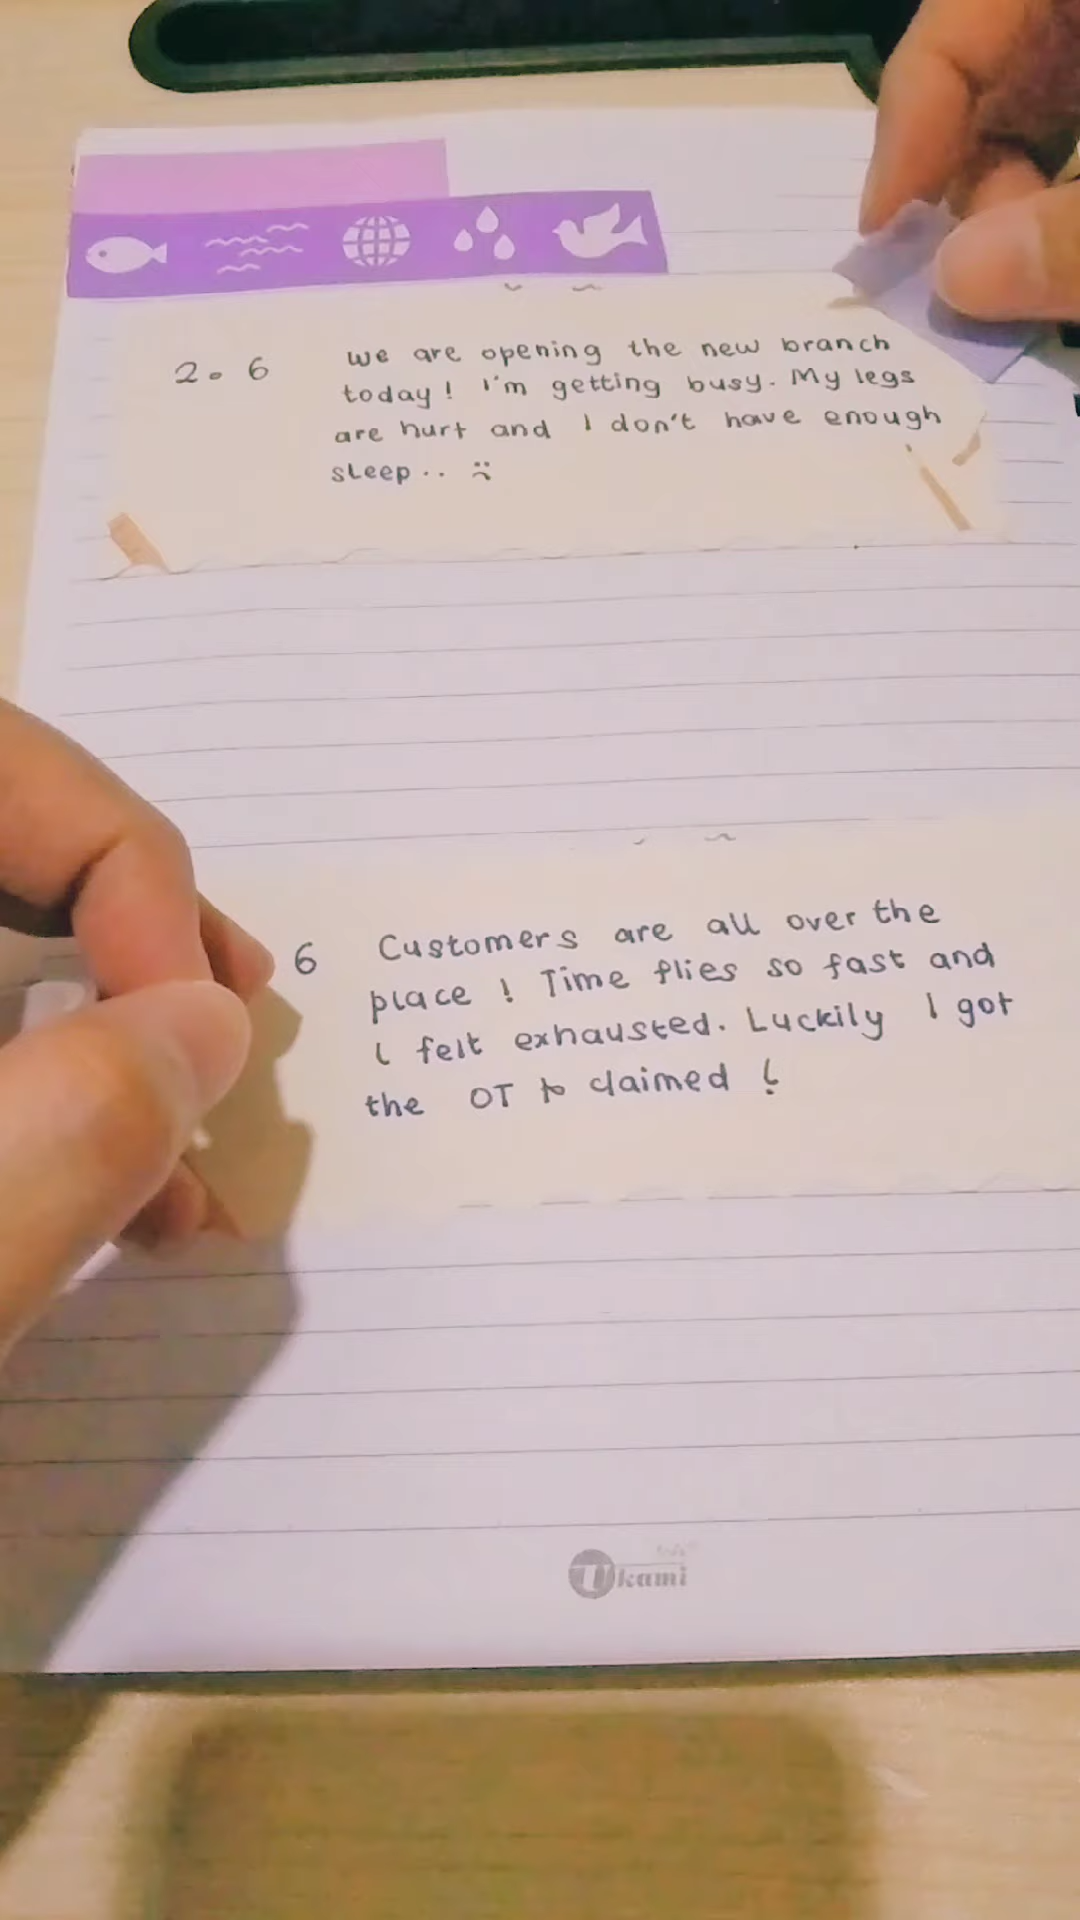 2.6
We are opening the new branch
today! I'm getting busy. My legs
are hurt and I don't have enough
sleep.. :(
6
Customers are all over the
place! Time flies so fast and
I felt exhausted. Luckily I got
the OT to claimed!
Ukami